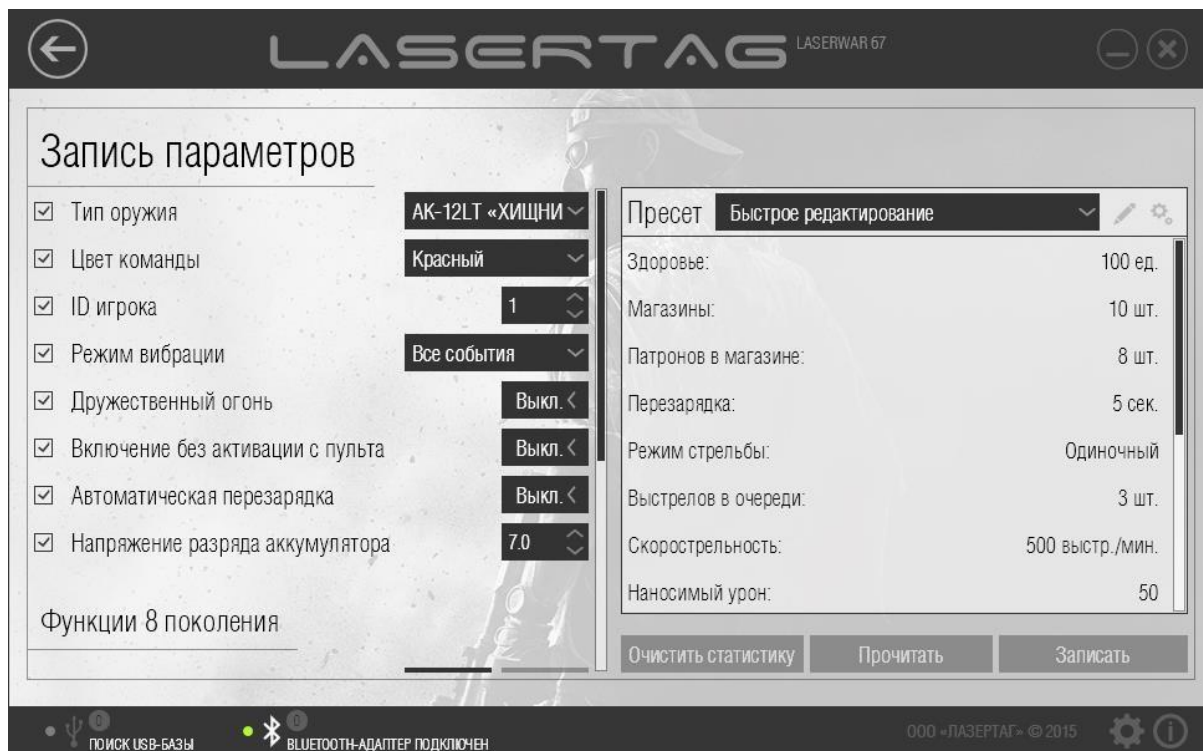 LASERTAG LASERWAR 67
Запись параметров
Тип оружия АК-12LT «ХИЩНИ
Цвет команды Красный
ID игрока 1
Режим вибрации Все события
Дружественный огонь Выкл.
Включение без активации с пульта Выкл.
Автоматическая перезарядка Выкл.
Напряжение разряда аккумулятора 7.0
Функции 8 поколения
Пресет Быстрое редактирование
Здоровье: 100 ед.
Магазины: 10 шт.
Патронов в магазине: 8 шт.
Перезарядка: 5 сек.
Режим стрельбы: Одиночный
Выстрелов в очереди: 3 шт.
Скорострельность: 500 выстр./мин.
Наносимый урон: 50
Очистить статистику Прочитать Записать
0 ПОИСК USB-БАЗЫ
0 BLUETOOTH-АДАПТЕР ПОДКЛЮЧЕН
ООО «ЛАЗЕРТАГ» © 2015